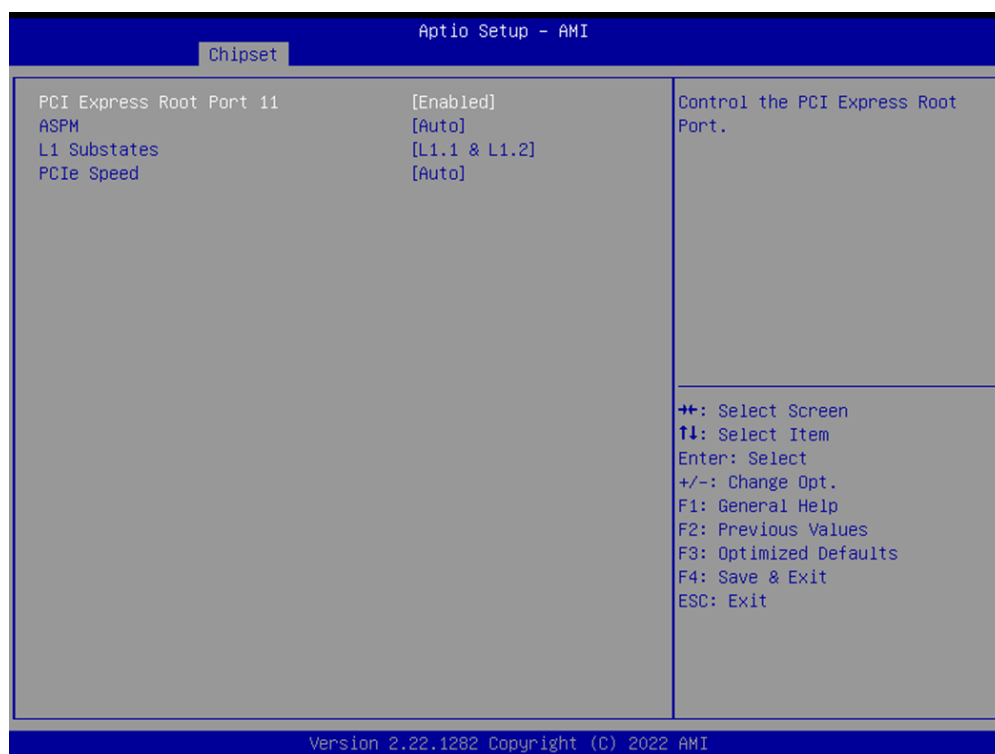 Aptio Setup – AMI
Chipset
PCI Express Root Port 11 [Enabled]
ASPM [Auto]
L1 Substates [L1.1 & L1.2]
PCIe Speed [Auto]
Control the PCI Express Root
Port.
→←: Select Screen
↑↓: Select Item
Enter: Select
+/-: Change Opt.
F1: General Help
F2: Previous Values
F3: Optimized Defaults
F4: Save & Exit
ESC: Exit
Version 2.22.1282 Copyright (C) 2022 AMI